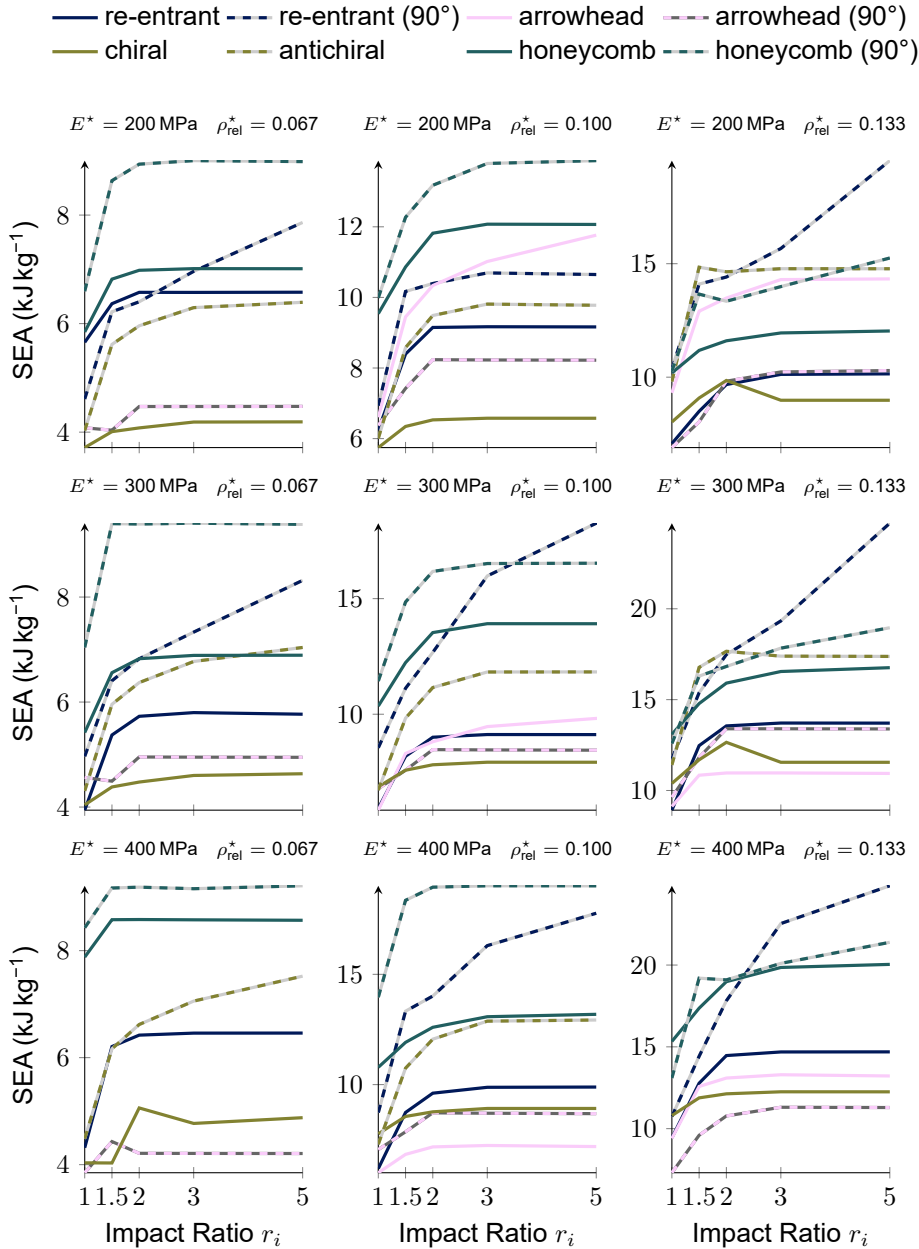 re-entrant re-entrant (90°) arrowhead arrowhead (90°)
chiral antichiral honeycomb honeycomb (90°)
E⋆ = 200 MPa ρ⋆rel = 0.067 E⋆ = 200 MPa ρ⋆rel = 0.100 E⋆ = 200 MPa ρ⋆rel = 0.133
SEA (kJ kg−1)
8
6
4
12
10
8
6
15
10
E⋆ = 300 MPa ρ⋆rel = 0.067 E⋆ = 300 MPa ρ⋆rel = 0.100 E⋆ = 300 MPa ρ⋆rel = 0.133
SEA (kJ kg−1)
8
6
4
15
10
20
15
10
E⋆ = 400 MPa ρ⋆rel = 0.067 E⋆ = 400 MPa ρ⋆rel = 0.100 E⋆ = 400 MPa ρ⋆rel = 0.133
SEA (kJ kg−1)
8
6
4
15
10
20
15
10
1 1.5 2 3 5 1 1.5 2 3 5 1 1.5 2 3 5
Impact Ratio ri Impact Ratio ri Impact Ratio ri